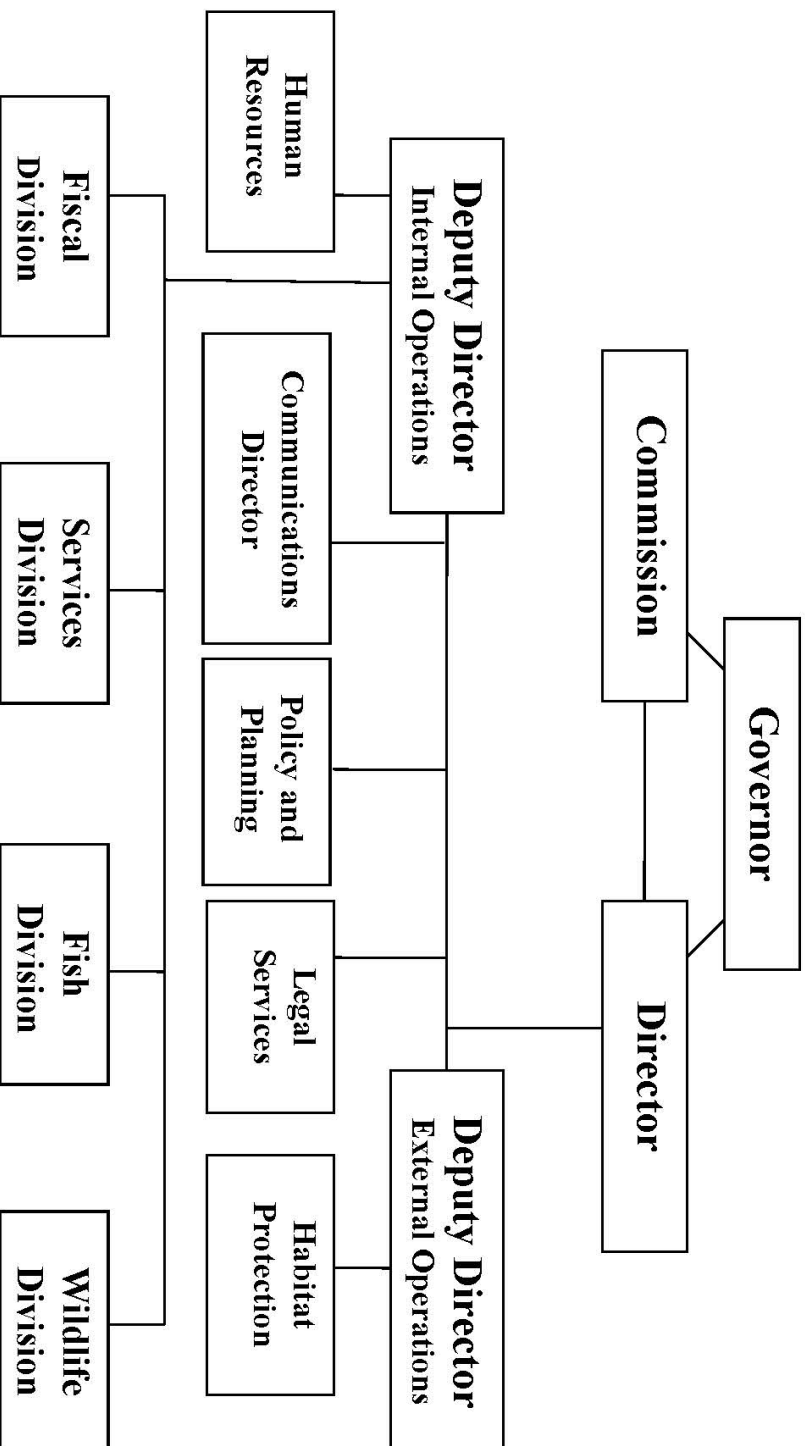 Governor
Commission
Director
Deputy Director
Internal Operations
Deputy Director
External Operations
Human
Resources
Communications
Director
Policy and
Planning
Legal
Services
Habitat
Protection
Fiscal
Division
Services
Division
Fish
Division
Wildlife
Division